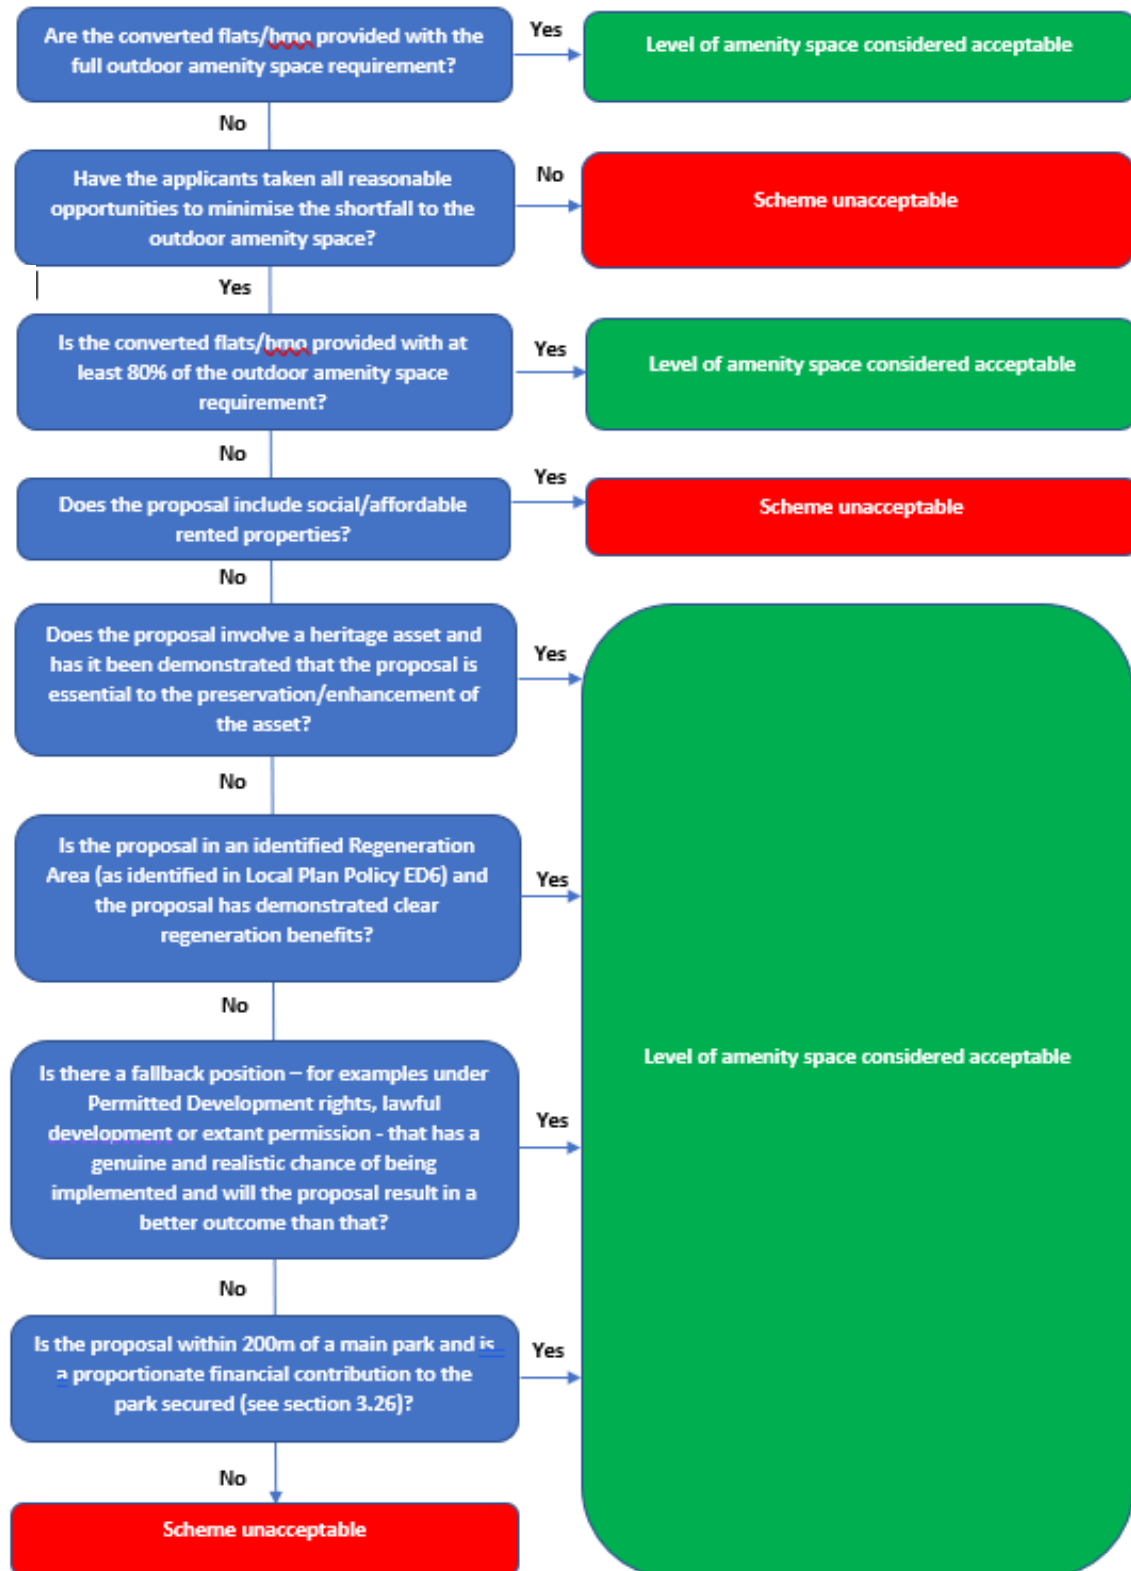 Are the converted flats/hmo provided with the
full outdoor amenity space requirement?
Yes
Level of amenity space considered acceptable
No
Have the applicants taken all reasonable
opportunities to minimise the shortfall to the
outdoor amenity space?
No
Scheme unacceptable
Yes
Is the converted flats/hmo provided with at
least 80% of the outdoor amenity space
requirement?
Yes
Level of amenity space considered acceptable
No
Does the proposal include social/affordable
rented properties?
Yes
Scheme unacceptable
No
Does the proposal involve a heritage asset and
has it been demonstrated that the proposal is
essential to the preservation/enhancement of
the asset?
Yes
No
Is the proposal in an identified Regeneration
Area (as identified in Local Plan Policy ED6) and
the proposal has demonstrated clear
regeneration benefits?
Yes
No
Is there a fallback position – for examples under
Permitted Development rights, lawful
development or extant permission - that has a
genuine and realistic chance of being
implemented and will the proposal result in a
better outcome than that?
Yes
Level of amenity space considered acceptable
No
Is the proposal within 200m of a main park and is
a proportionate financial contribution to the
park secured (see section 3.26)?
Yes
No
Scheme unacceptable